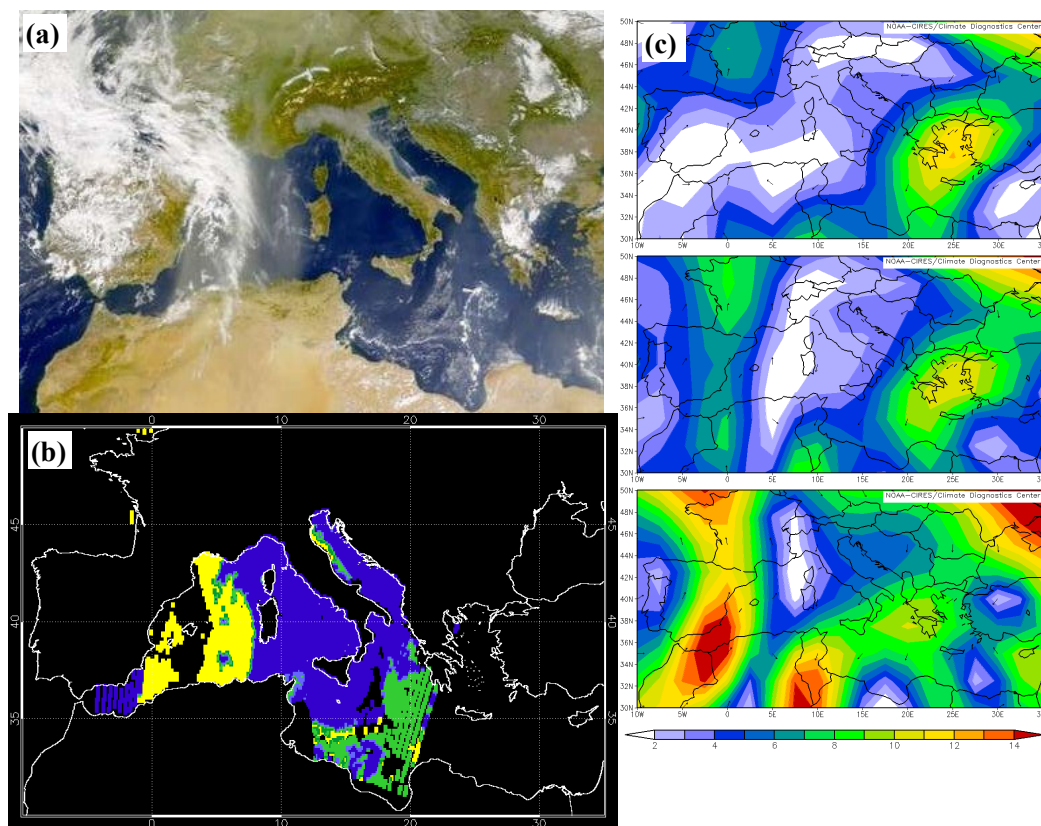 (a)
(b)
0 10 20 30
45 45
40 40
35 35
0 10 20 30
(c)
NOAA-CIRES/Climate Diagnostics Center
50N
48N
46N
44N
42N
40N
38N
36N
34N
32N
30N
10W 5W 0 5E 10E 15E 20E 25E 30E
NOAA-CIRES/Climate Diagnostics Center
50N
48N
46N
44N
42N
40N
38N
36N
34N
32N
30N
10W 5W 0 5E 10E 15E 20E 25E 30E
NOAA-CIRES/Climate Diagnostics Center
50N
48N
46N
44N
42N
40N
38N
36N
34N
32N
30N
10W 5W 0 5E 10E 15E 20E 25E 30E
2 4 6 8 10 12 14